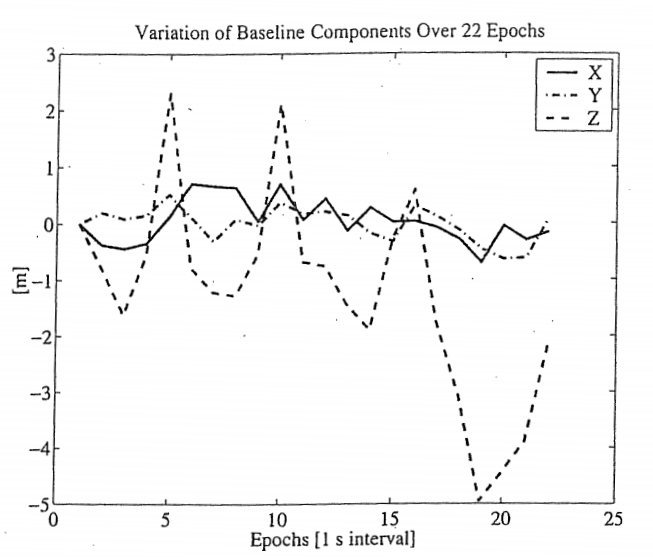 Variation of Baseline Components Over 22 Epochs
3
2
1
0
−1
−2
−3
−4
−5
[m]
X
Y
Z
0 5 10 15 20 25
Epochs [1 s interval]